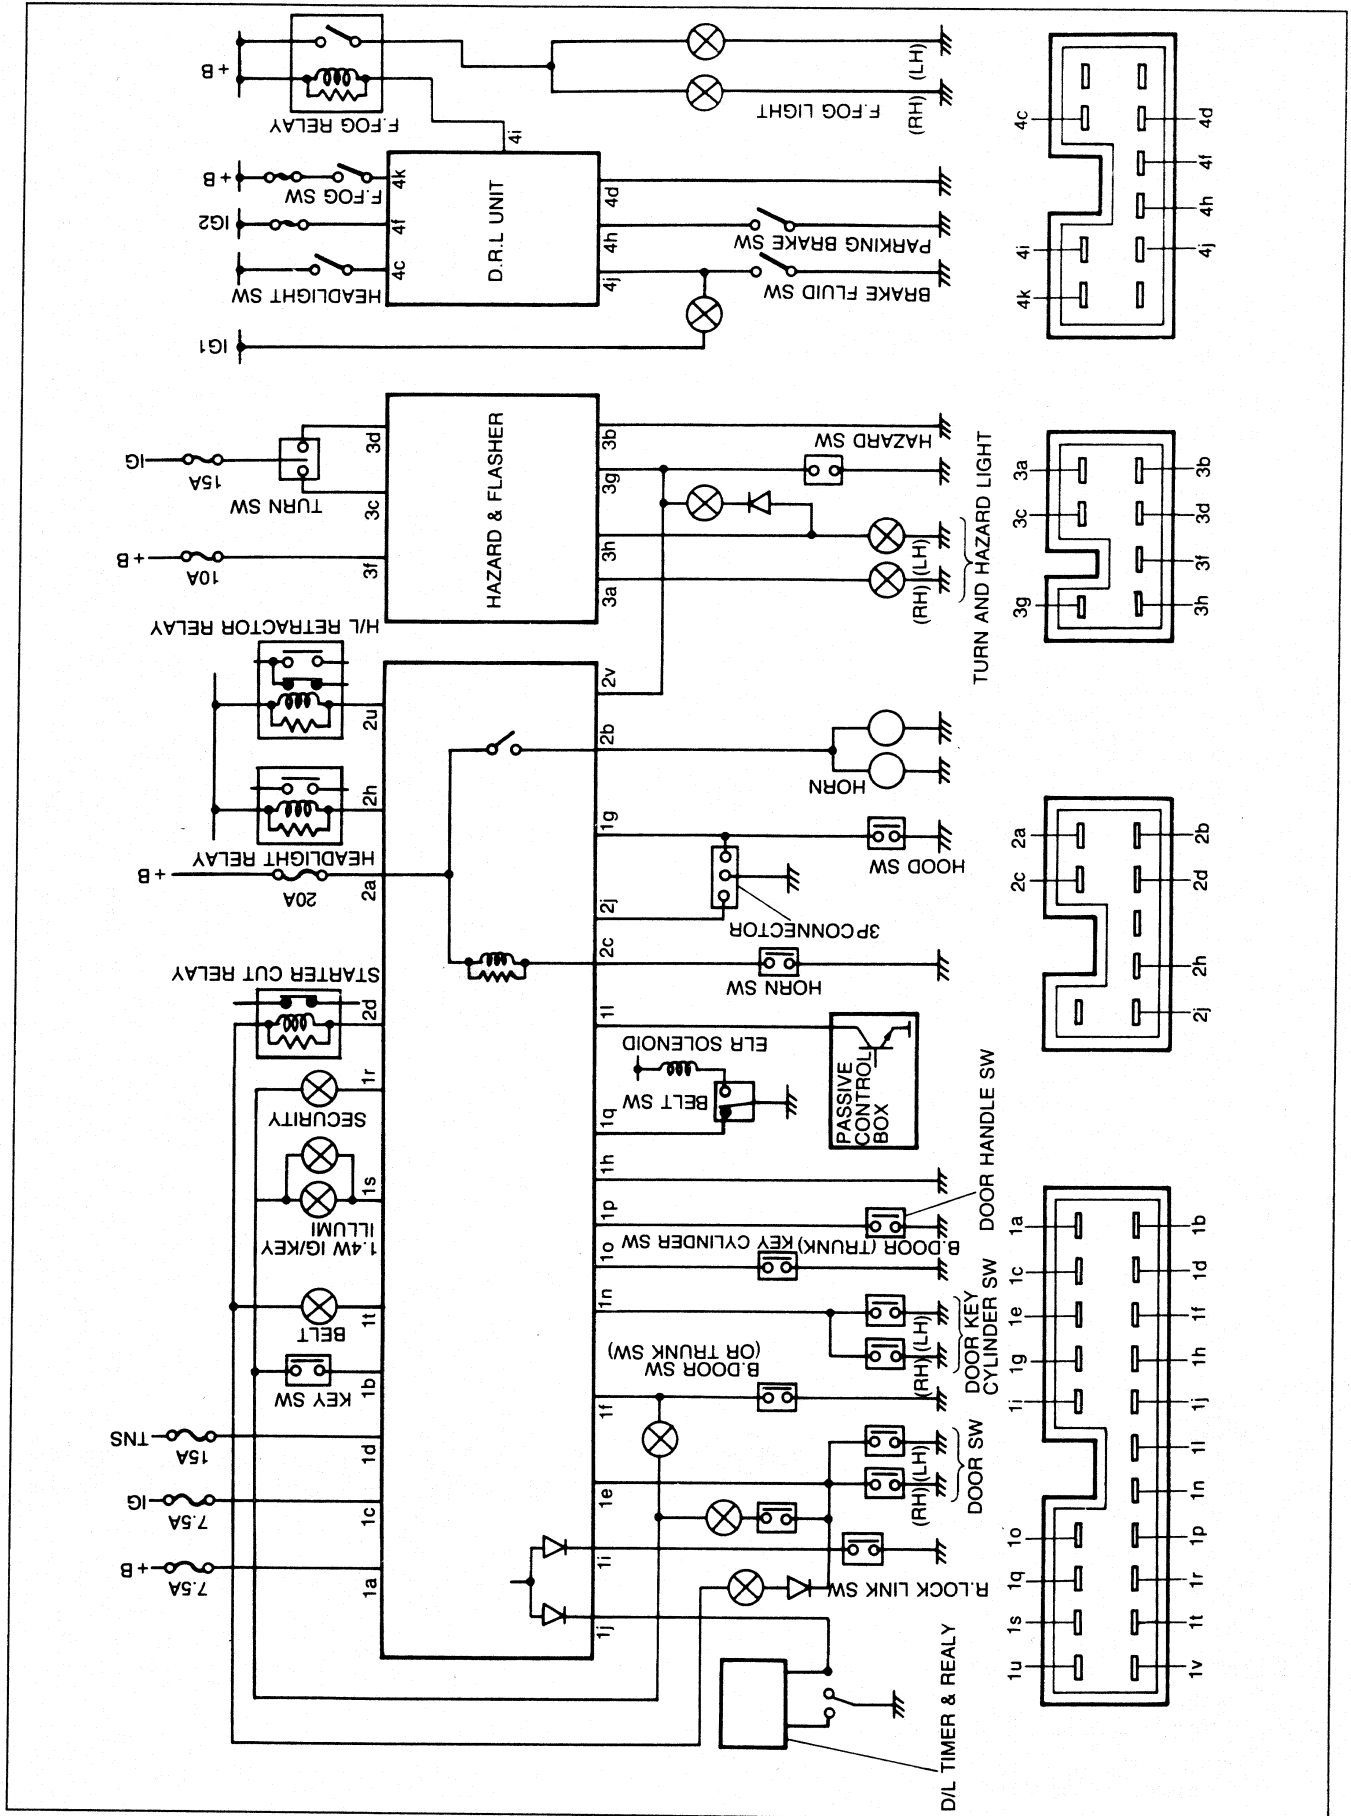 +B
F.FOG RELAY
4i
(LH)
(RH)
F.FOG LIGHT
+B
F.FOG SW
4k
IG2
4f
HEADLIGHT SW
4c
D.R.L UNIT
4d
4h
PARKING BRAKE SW
4j
BRAKE FLUID SW
IG1
4c
4d
4f
4h
4i
4j
4k
IG
15A
TURN SW
3d
3c
+B
10A
3f
HAZARD & FLASHER
3b
3g
HAZARD SW
3h
3a
(LH)
(RH)
TURN AND HAZARD LIGHT
3a
3b
3c
3d
3f
3g
3h
H/L RETRACTOR RELAY
2u
2h
HEADLIGHT RELAY
+B
20A
2a
STARTER CUT RELAY
2d
1r
SECURITY
1s
1.4W IG/KEY
ILLUMI
BELT
1t
KEY SW
1b
TNS
15A
1d
IG
7.5A
1c
+B
7.5A
1a
2v
2b
HORN
1g
HOOD SW
2j
3P CONNECTOR
2c
HORN SW
1l
ELR SOLENOID
BELT SW
1q
PASSIVE
CONTROL
BOX
1h
1p
DOOR HANDLE SW
B.DOOR (TRUNK) KEY CYLINDER SW
1o
1n
(LH)
(RH)
DOOR KEY
CYLINDER SW
B.DOOR SW
(OR TRUNK SW)
1f
1e
(LH)
(RH)
DOOR SW
1i
R.LOCK LINK SW
1j
D/L TIMER & REALY
2a
2b
2c
2d
2h
2j
1a
1b
1c
1d
1e
1f
1g
1h
1i
1j
1l
1n
1o
1p
1q
1r
1s
1t
1u
1v